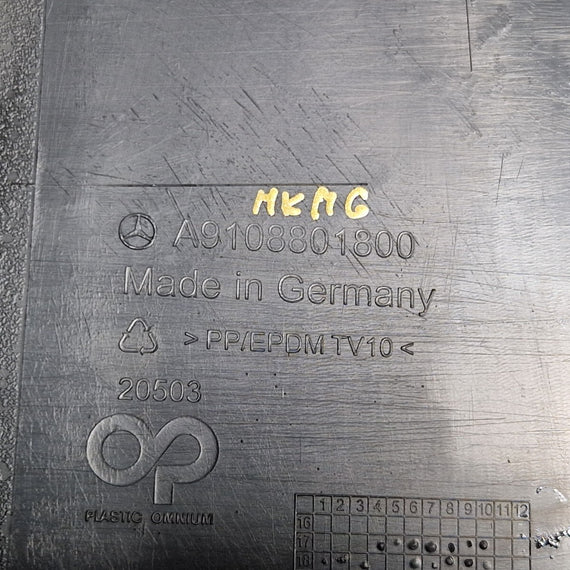 MKMG
A9108801800
Made in Germany
>PP/EPDM TV10<
20503
PLASTIC OMNIUM
1 2 3 4 5 6 7 8 9 10 11 12
16
17
18